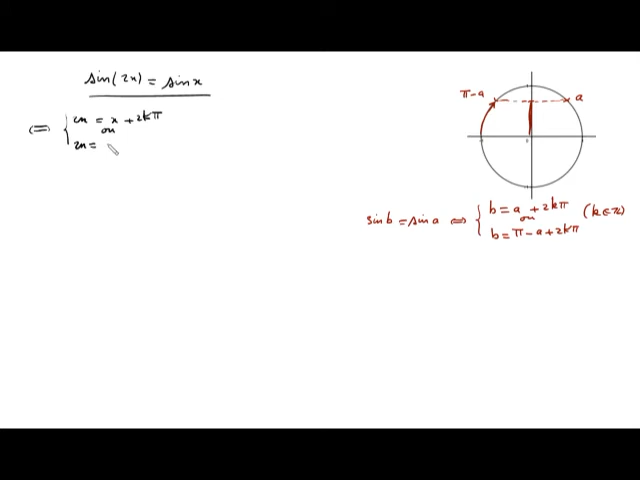 sin(2x) = sin x
⇔ { 2x = x + 2kπ
ou
2x =
π-a
a
sin b = sin a ⇔ { b = a + 2kπ (k∈ℤ)
ou
b = π - a + 2kπ